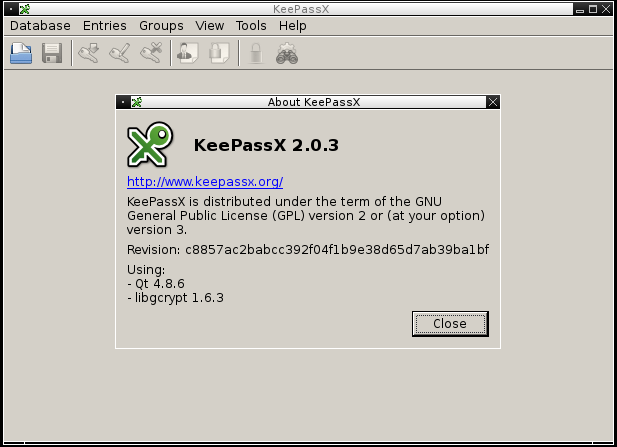 KeePassX
Database Entries Groups View Tools Help
About KeePassX
KeePassX 2.0.3
http://www.keepassx.org/
KeePassX is distributed under the term of the GNU
General Public License (GPL) version 2 or (at your option)
version 3.
Revision: c8857ac2babcc392f04f1b9e38d65d7ab39ba1bf
Using:
- Qt 4.8.6
- libgcrypt 1.6.3
Close